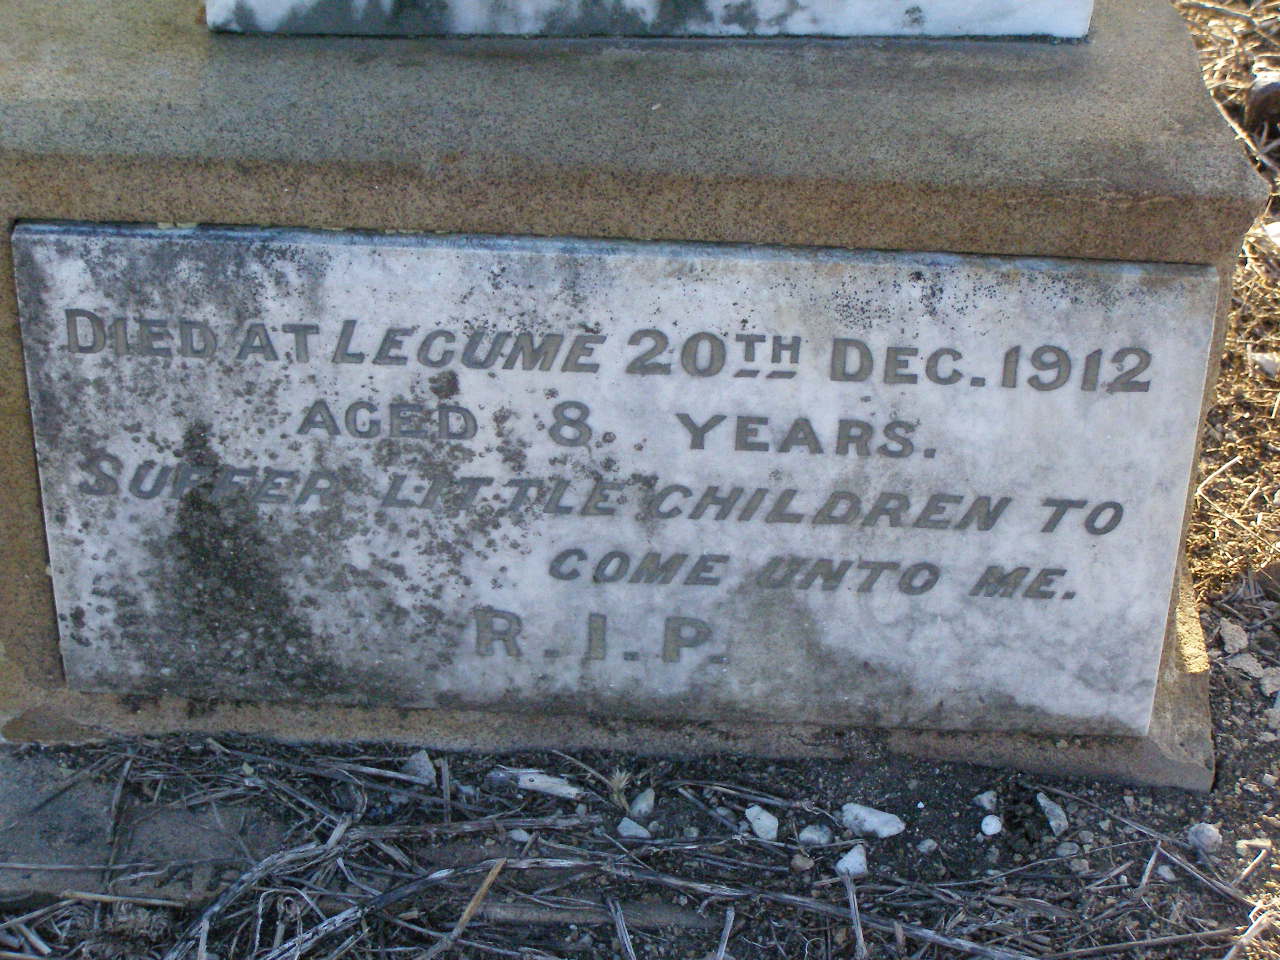 DIED AT LEGUME 20TH DEC. 1912
AGED 8 YEARS.
SUFFER LITTLE CHILDREN TO
COME UNTO ME.
R.I.P.